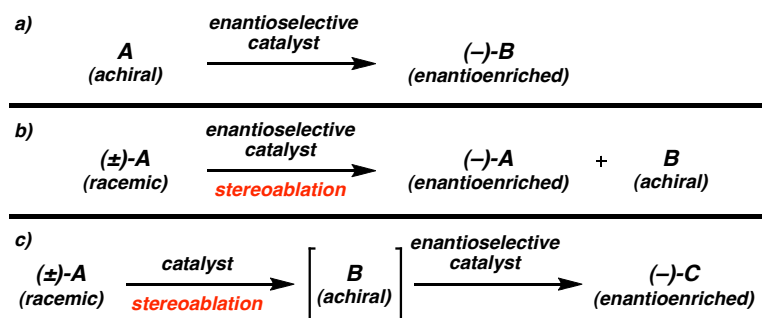 a)
enantioselective
catalyst
A
(achiral)
(–)-B
(enantioenriched)
b)
enantioselective
catalyst
(±)-A
(racemic)
stereoablation
(–)-A
(enantioenriched)
+
B
(achiral)
c)
(±)-A
(racemic)
catalyst
stereoablation
B
(achiral)
enantioselective
catalyst
(–)-C
(enantioenriched)